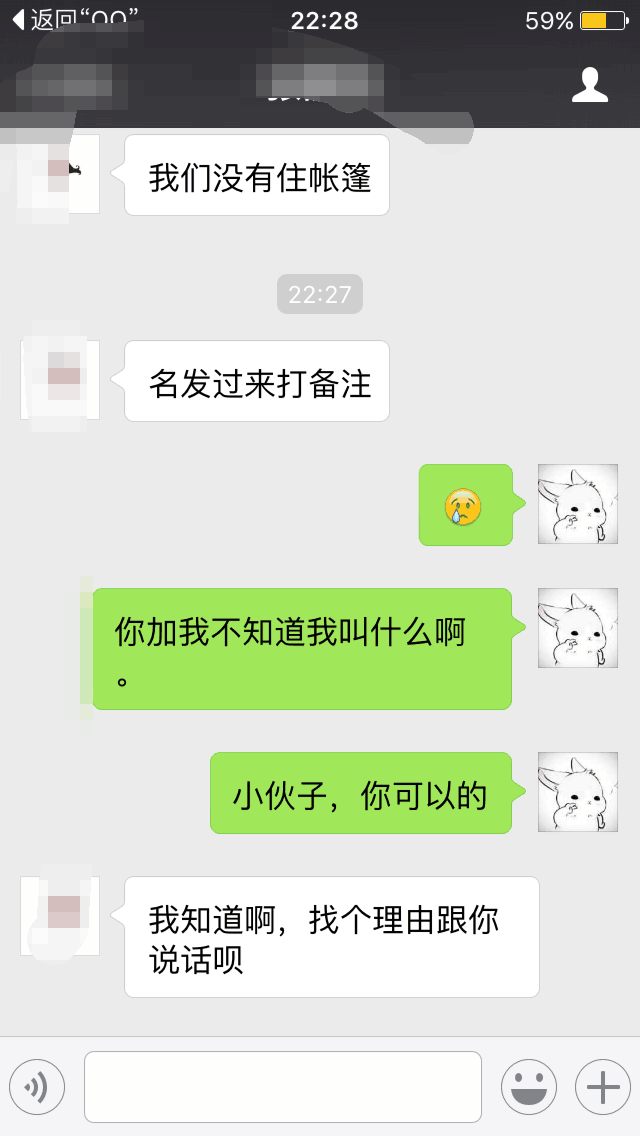 返回“QQ”
22:28
59%
我们没有住帐篷
22:27
名发过来打备注
你加我不知道我叫什么啊
。
小伙子，你可以的
我知道啊，找个理由跟你
说话呗